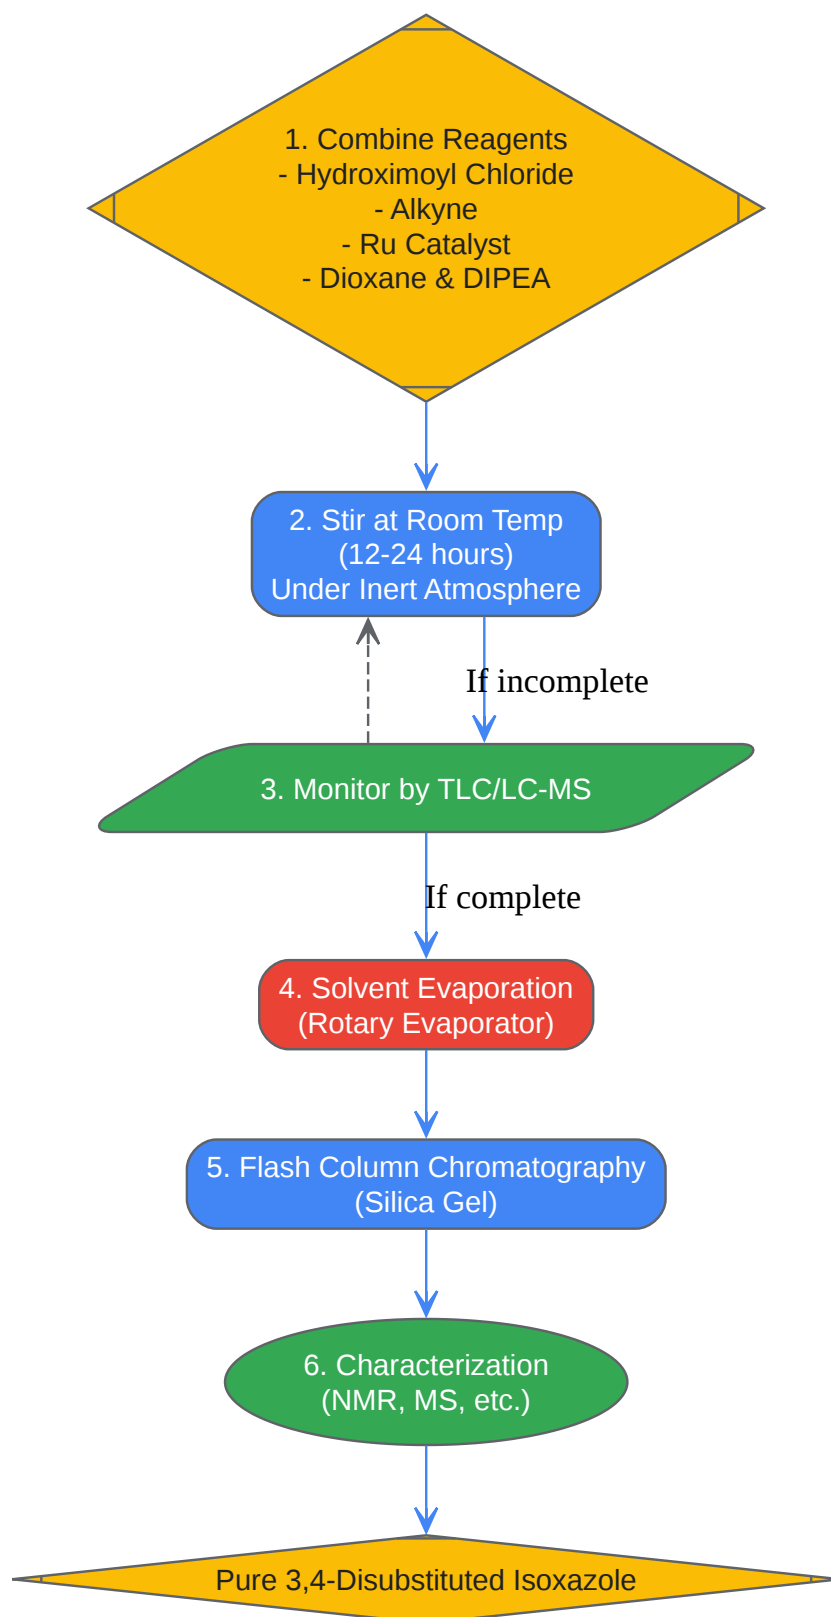 1. Combine Reagents
- Hydroximoyl Chloride
- Alkyne
- Ru Catalyst
- Dioxane & DIPEA
2. Stir at Room Temp
(12-24 hours)
Under Inert Atmosphere
If incomplete
3. Monitor by TLC/LC-MS
If complete
4. Solvent Evaporation
(Rotary Evaporator)
5. Flash Column Chromatography
(Silica Gel)
6. Characterization
(NMR, MS, etc.)
Pure 3,4-Disubstituted Isoxazole